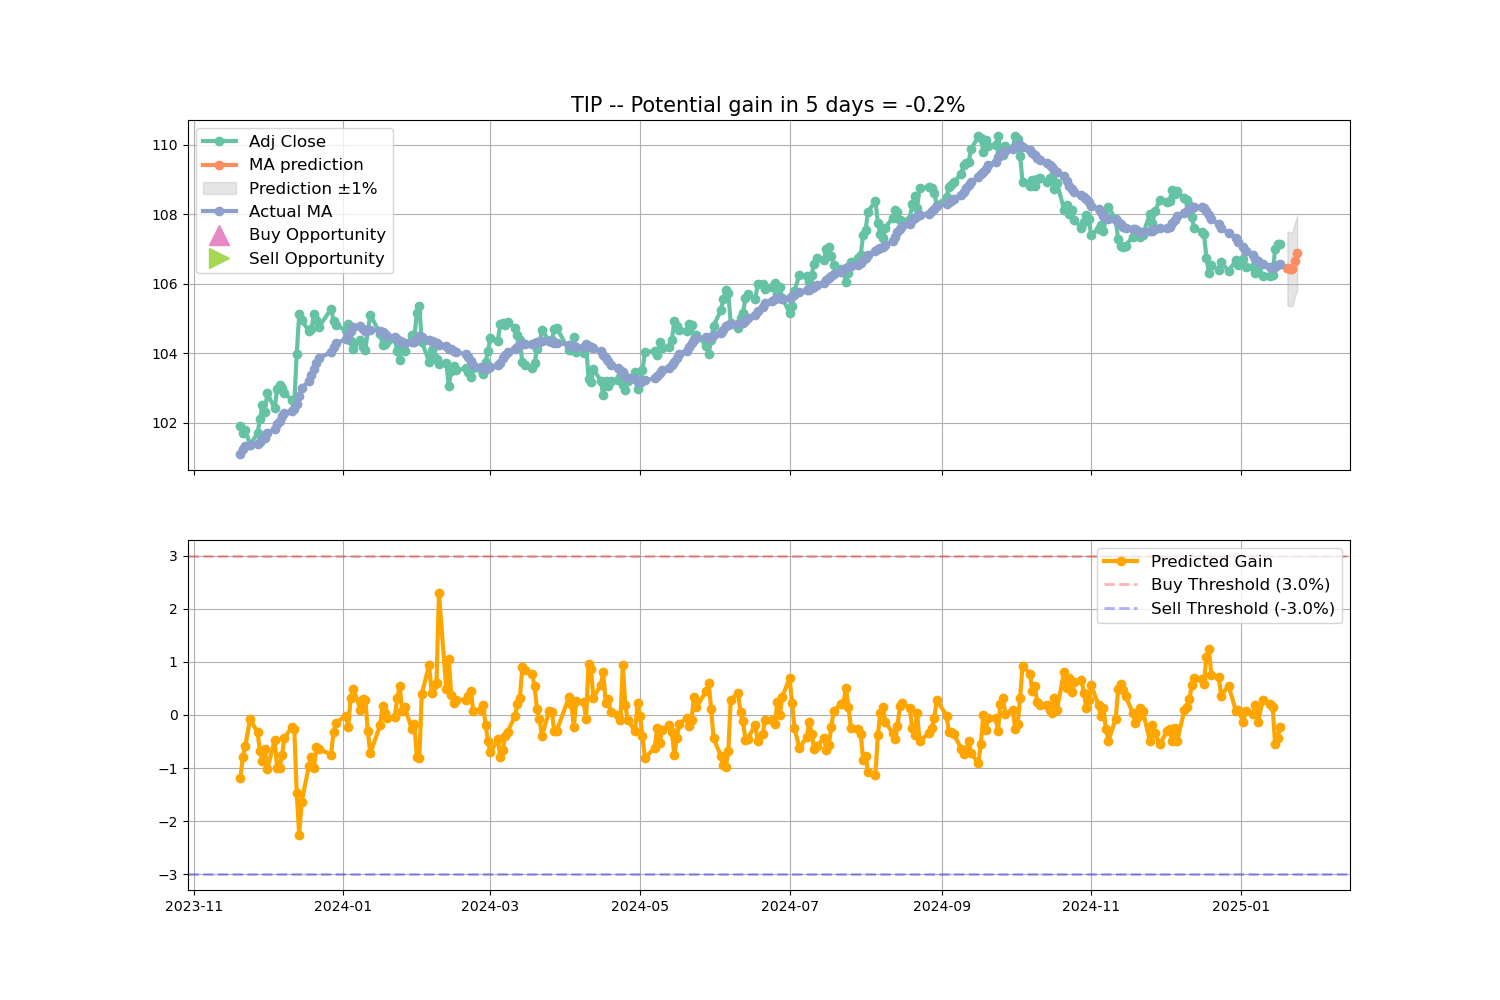 TIP -- Potential gain in 5 days = -0.2%
Adj Close
MA prediction
Prediction ±1%
Actual MA
Buy Opportunity
Sell Opportunity
110
108
106
104
102
Predicted Gain
Buy Threshold (3.0%)
Sell Threshold (-3.0%)
3
2
1
0
−1
−2
−3
2023-11
2024-01
2024-03
2024-05
2024-07
2024-09
2024-11
2025-01